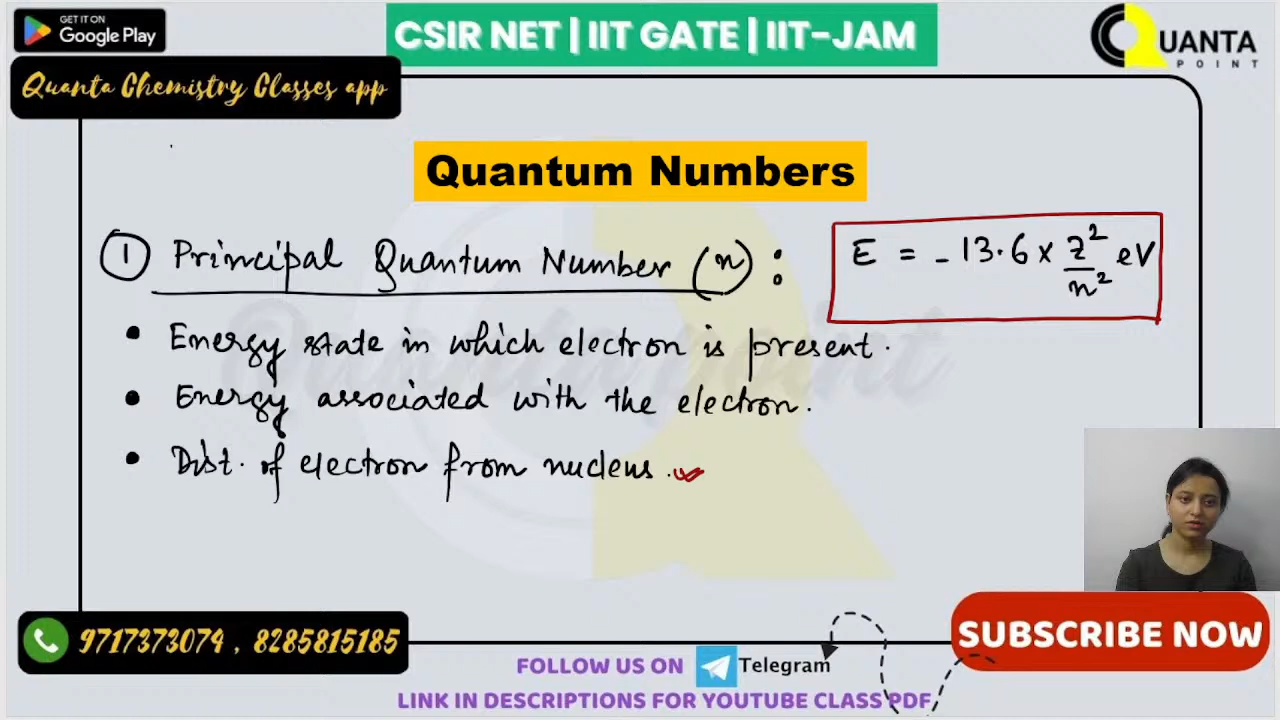 GET IT ON
Google Play
CSIR NET | IIT GATE | IIT-JAM
QUANTA
POINT
Quanta Chemistry Classes app
Quantum Numbers
① Principal Quantum Number (n) :
E = -13.6 × Z²/n² eV
• Energy state in which electron is present.
• Energy associated with the electron.
• Dist. of electron from nucleus.
Quanta point
9717373074 , 8285815185
SUBSCRIBE NOW
FOLLOW US ON Telegram
LINK IN DESCRIPTIONS FOR YOUTUBE CLASS PDF